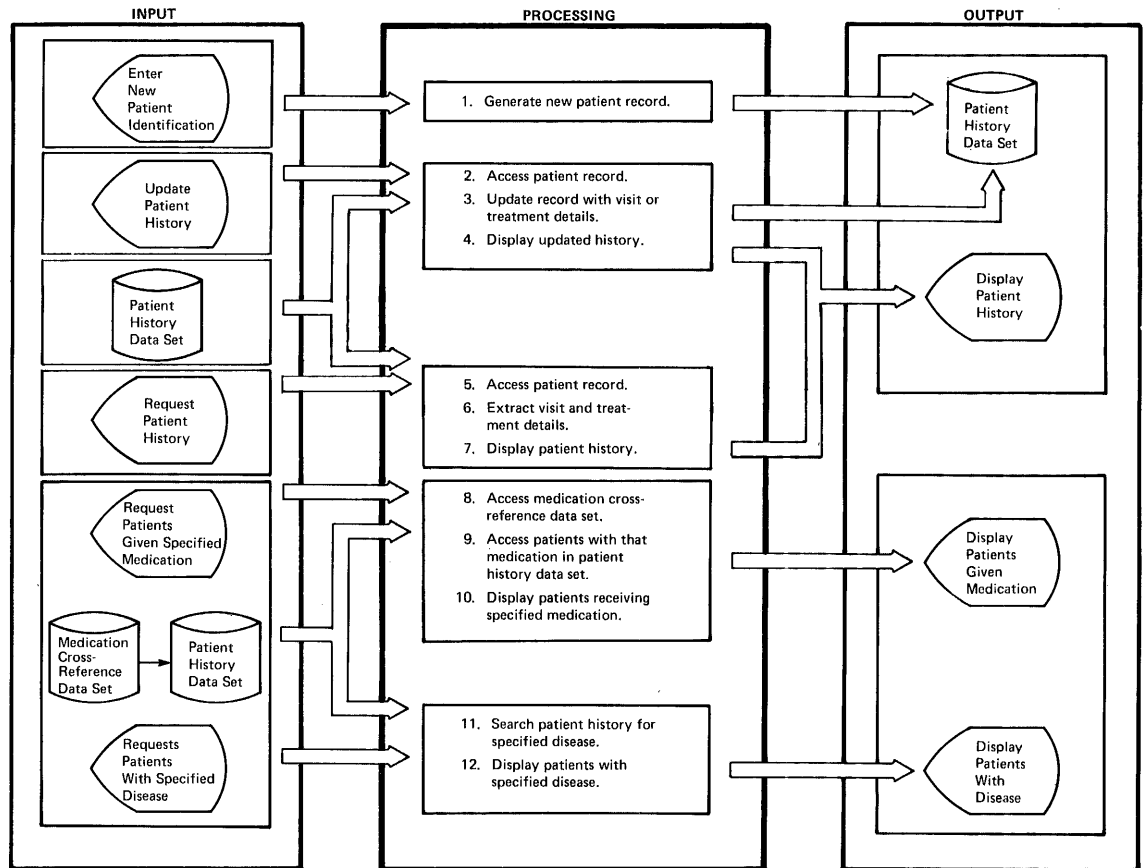 INPUT
PROCESSING
OUTPUT
Enter
New
Patient
Identification
Update
Patient
History
Patient
History
Data Set
Request
Patient
History
Request
Patients
Given Specified
Medication
Medication
Cross-
Reference
Data Set
Patient
History
Data Set
Requests
Patients
With Specified
Disease
1. Generate new patient record.
2. Access patient record.
3. Update record with visit or
treatment details.
4. Display updated history.
5. Access patient record.
6. Extract visit and treat-
ment details.
7. Display patient history.
8. Access medication cross-
reference data set.
9. Access patients with that
medication in patient
history data set.
10. Display patients receiving
specified medication.
11. Search patient history for
specified disease.
12. Display patients with
specified disease.
Patient
History
Data Set
Display
Patient
History
Display
Patients
Given
Medication
Display
Patients
With
Disease